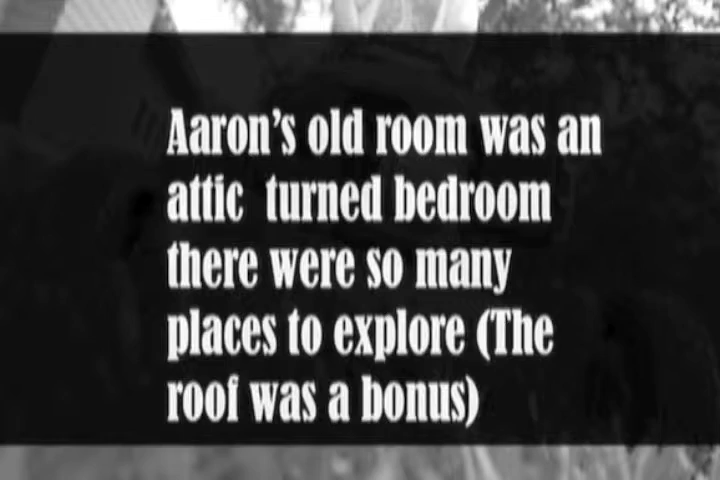 Aaron's old room was an
attic turned bedroom
there were so many
places to explore (The
roof was a bonus)